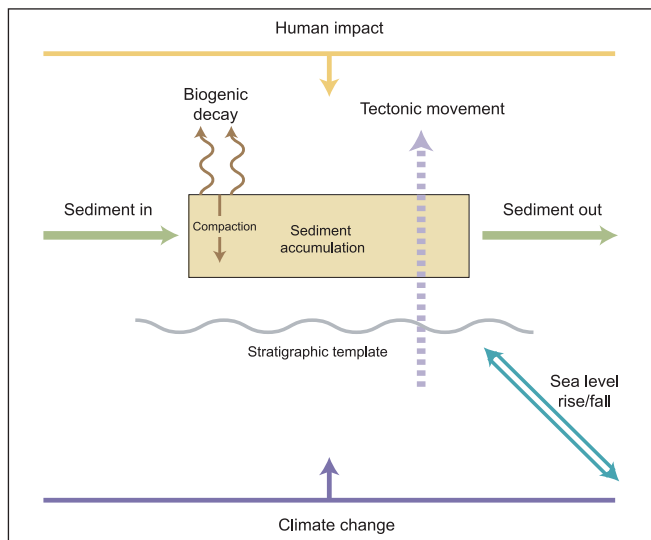 Human impact
Biogenic
decay
Tectonic movement
Sediment in
Compaction
Sediment
accumulation
Sediment out
Stratigraphic template
Sea level
rise/fall
Climate change